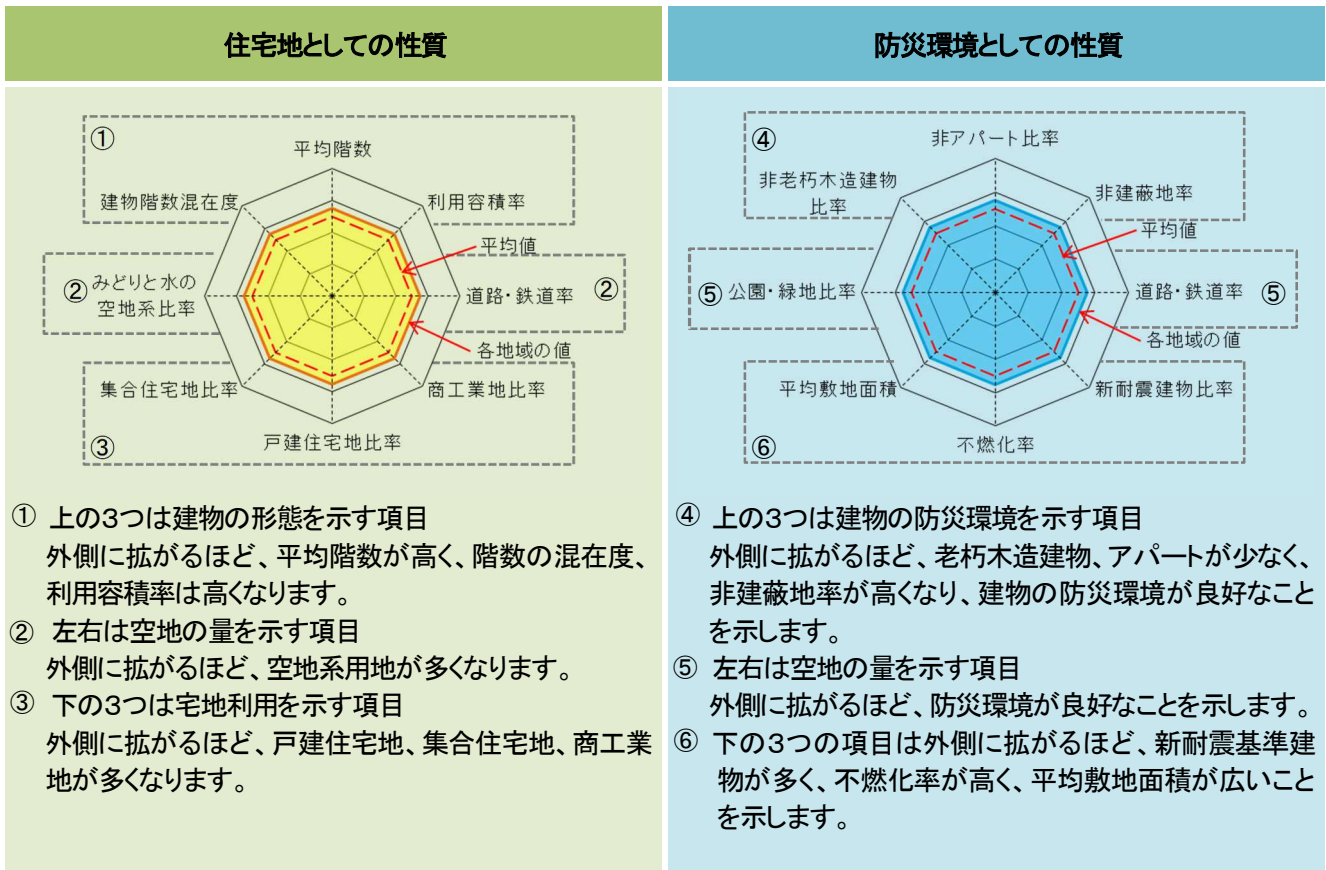 住宅地としての性質
①
平均階数
建物階数混在度
利用容積率
平均値
②
みどりと水の
空地系比率
道路・鉄道率
②
各地域の値
集合住宅地比率
商工業地比率
戸建住宅地比率
③
① 上の3つは建物の形態を示す項目
外側に拡がるほど、平均階数が高く、階数の混在度、
利用容積率は高くなります。
② 左右は空地の量を示す項目
外側に拡がるほど、空地系用地が多くなります。
③ 下の3つは宅地利用を示す項目
外側に拡がるほど、戸建住宅地、集合住宅地、商工業
地が多くなります。
防災環境としての性質
④
非アパート比率
非老朽木造建物
比率
非建蔽地率
平均値
⑤
公園・緑地比率
道路・鉄道率
⑤
各地域の値
平均敷地面積
新耐震建物比率
不燃化率
⑥
④ 上の3つは建物の防災環境を示す項目
外側に拡がるほど、老朽木造建物、アパートが少なく、
非建蔽地率が高くなり、建物の防災環境が良好なこと
を示します。
⑤ 左右は空地の量を示す項目
外側に拡がるほど、防災環境が良好なことを示します。
⑥ 下の3つの項目は外側に拡がるほど、新耐震基準建
物が多く、不燃化率が高く、平均敷地面積が広いこと
を示します。